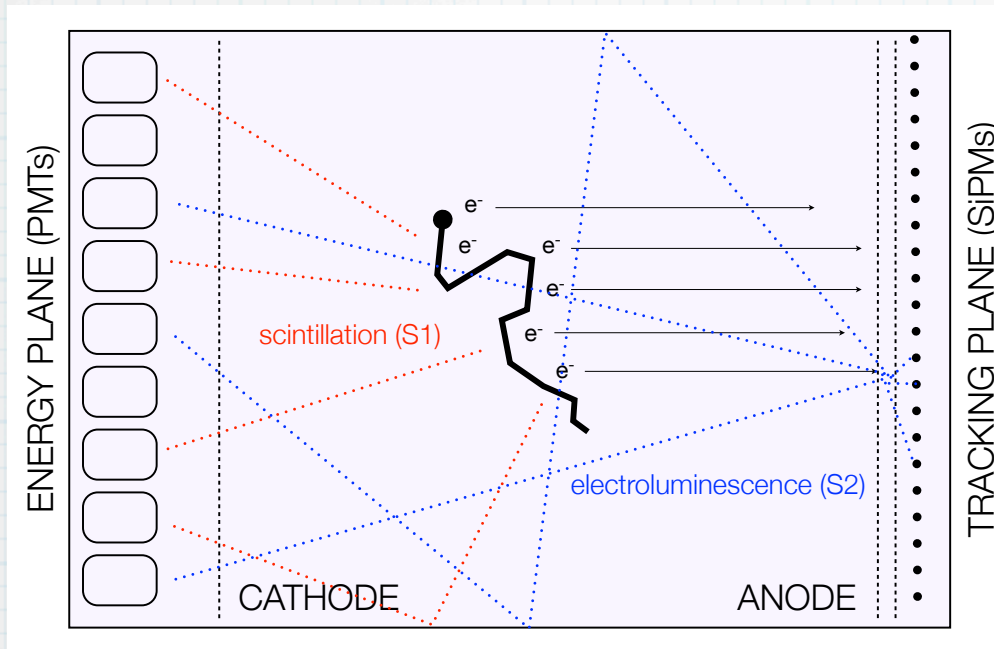 ENERGY PLANE (PMTs)
e-
e-
e-
e-
scintillation (S1)
e-
e-
electroluminescence (S2)
CATHODE
ANODE
TRACKING PLANE (SiPMs)